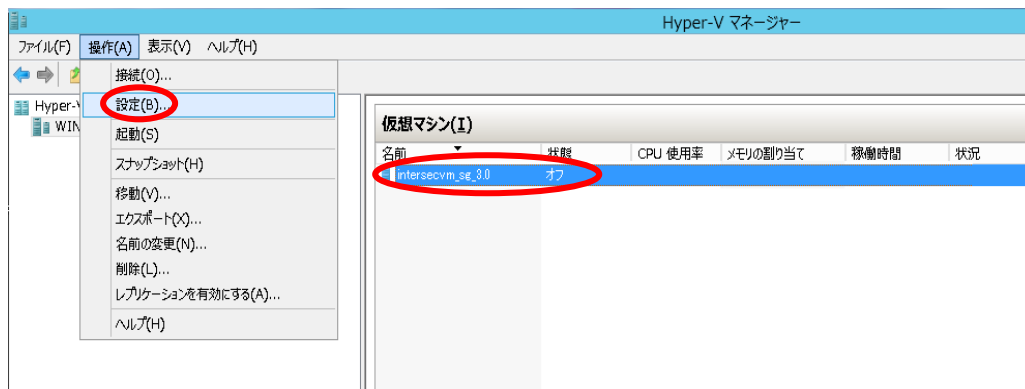 Hyper-V マネージャー
ファイル(F) 操作(A) 表示(V) ヘルプ(H)
接続(O)...
設定(B)...
起動(S)
スナップショット(H)
移動(V)...
エクスポート(X)...
名前の変更(N)...
削除(L)...
レプリケーションを有効にする(A)...
ヘルプ(H)
Hyper-V
WIN
仮想マシン(I)
名前 状態 CPU 使用率 メモリの割り当て 稼働時間 状況
intersecvm_sg_3.0 オフ